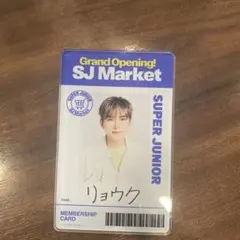 Grand Opening!
SJ Market
SUPER JUNIOR
リョウク
MEMBERSHIP
CARD